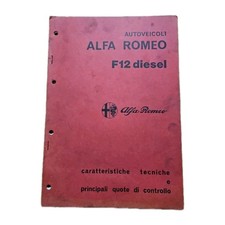 AUTOVEICOLI
ALFA ROMEO
F12 diesel
Alfa-Romeo
caratteristiche tecniche
e
principali quote di controllo